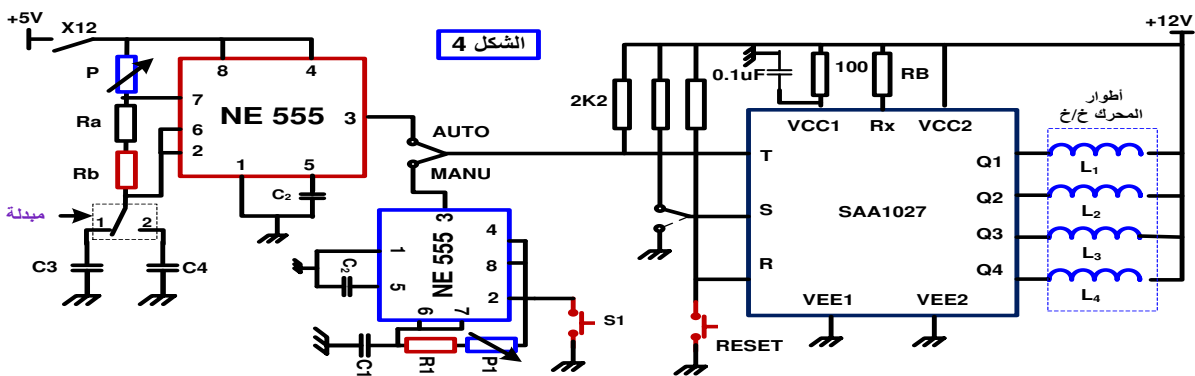 +5V
X12
الشكل 4
+12V
P
8
4
7
NE 555
3
Ra
6
2
Rb
1
5
C2
مبدلة
1
2
C3
C4
AUTO
MANU
3
4
1
8
NE 555
C2
5
2
6
7
S1
C1
R1
P1
2K2
0.1uF
100
RB
VCC1
Rx
VCC2
T
S
R
SAA1027
Q1
Q2
Q3
Q4
VEE1
VEE2
RESET
أطوار
المحرك خ/خ
L1
L2
L3
L4